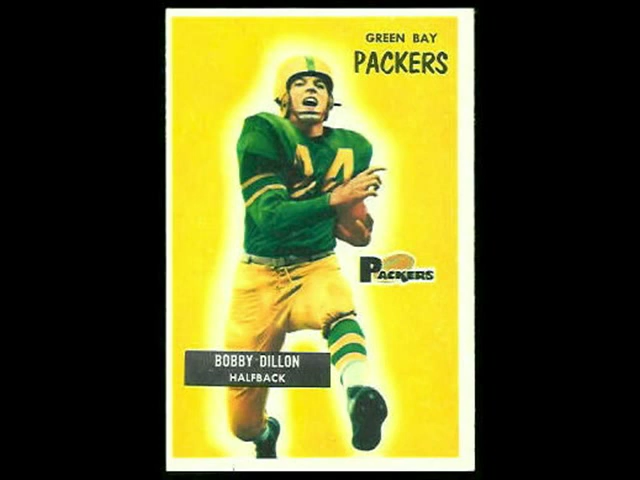 GREEN BAY
PACKERS
44
PACKERS
BOBBY DILLON
HALFBACK